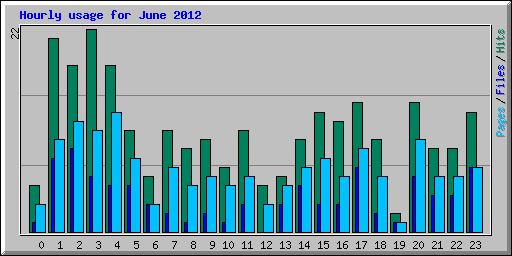 Hourly usage for June 2012
22
Pages / Files / Hits
0 1 2 3 4 5 6 7 8 9 10 11 12 13 14 15 16 17 18 19 20 21 22 23